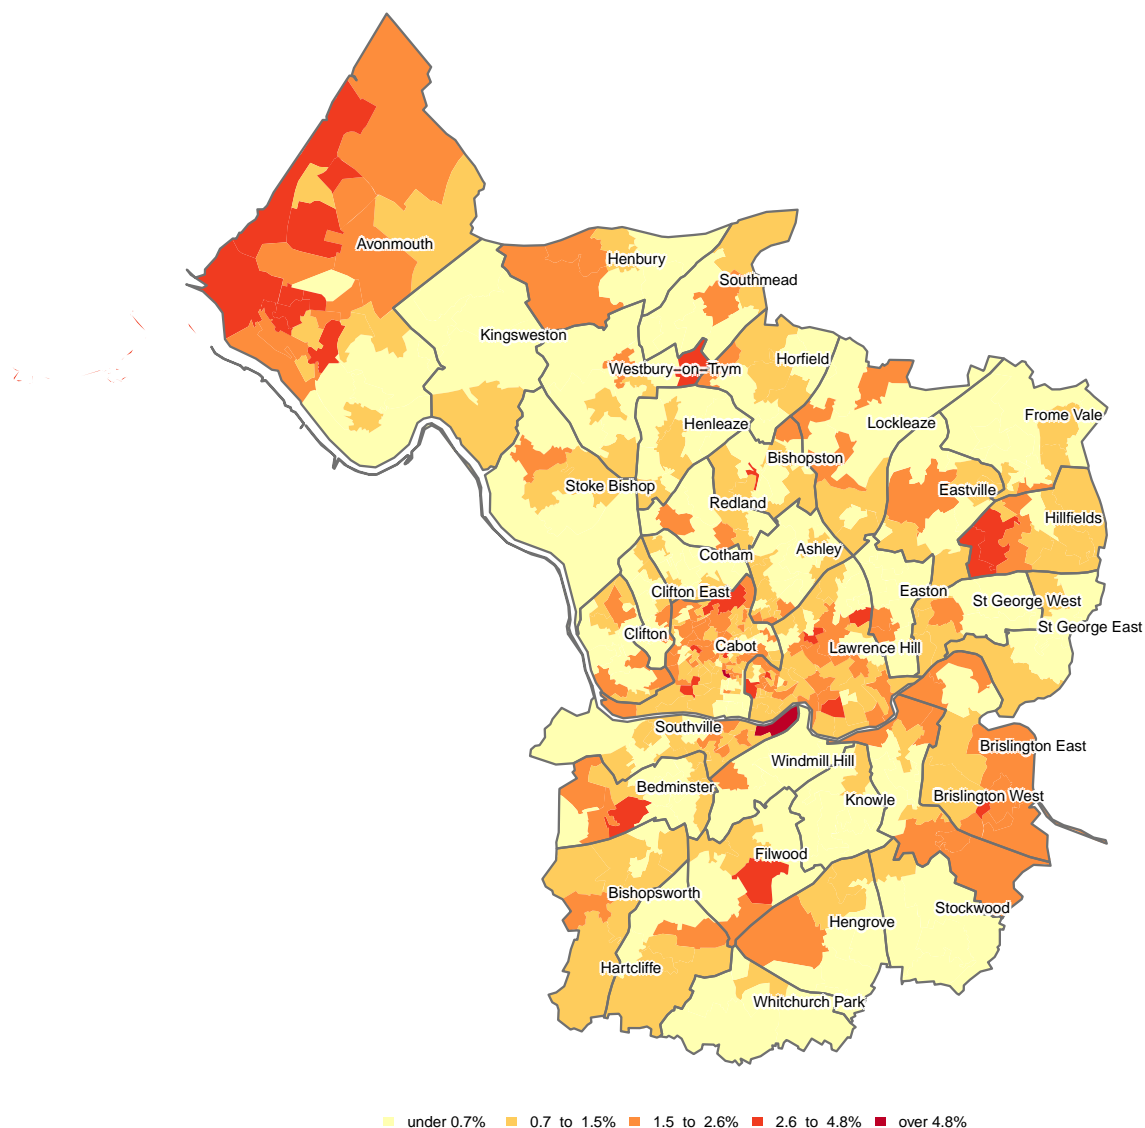 Avonmouth
Henbury
Southmead
Kingsweston
Westbury-on-Trym
Horfield
Frome Vale
Henleaze
Lockleaze
Bishopston
Stoke Bishop
Eastville
Redland
Hillfields
Cotham
Ashley
Clifton East
Easton
St George West
St George East
Clifton
Cabot
Lawrence Hill
Southville
Brislington East
Windmill Hill
Bedminster
Knowle
Brislington West
Filwood
Bishopsworth
Stockwood
Hengrove
Hartcliffe
Whitchurch Park
under 0.7% 0.7 to 1.5% 1.5 to 2.6% 2.6 to 4.8% over 4.8%